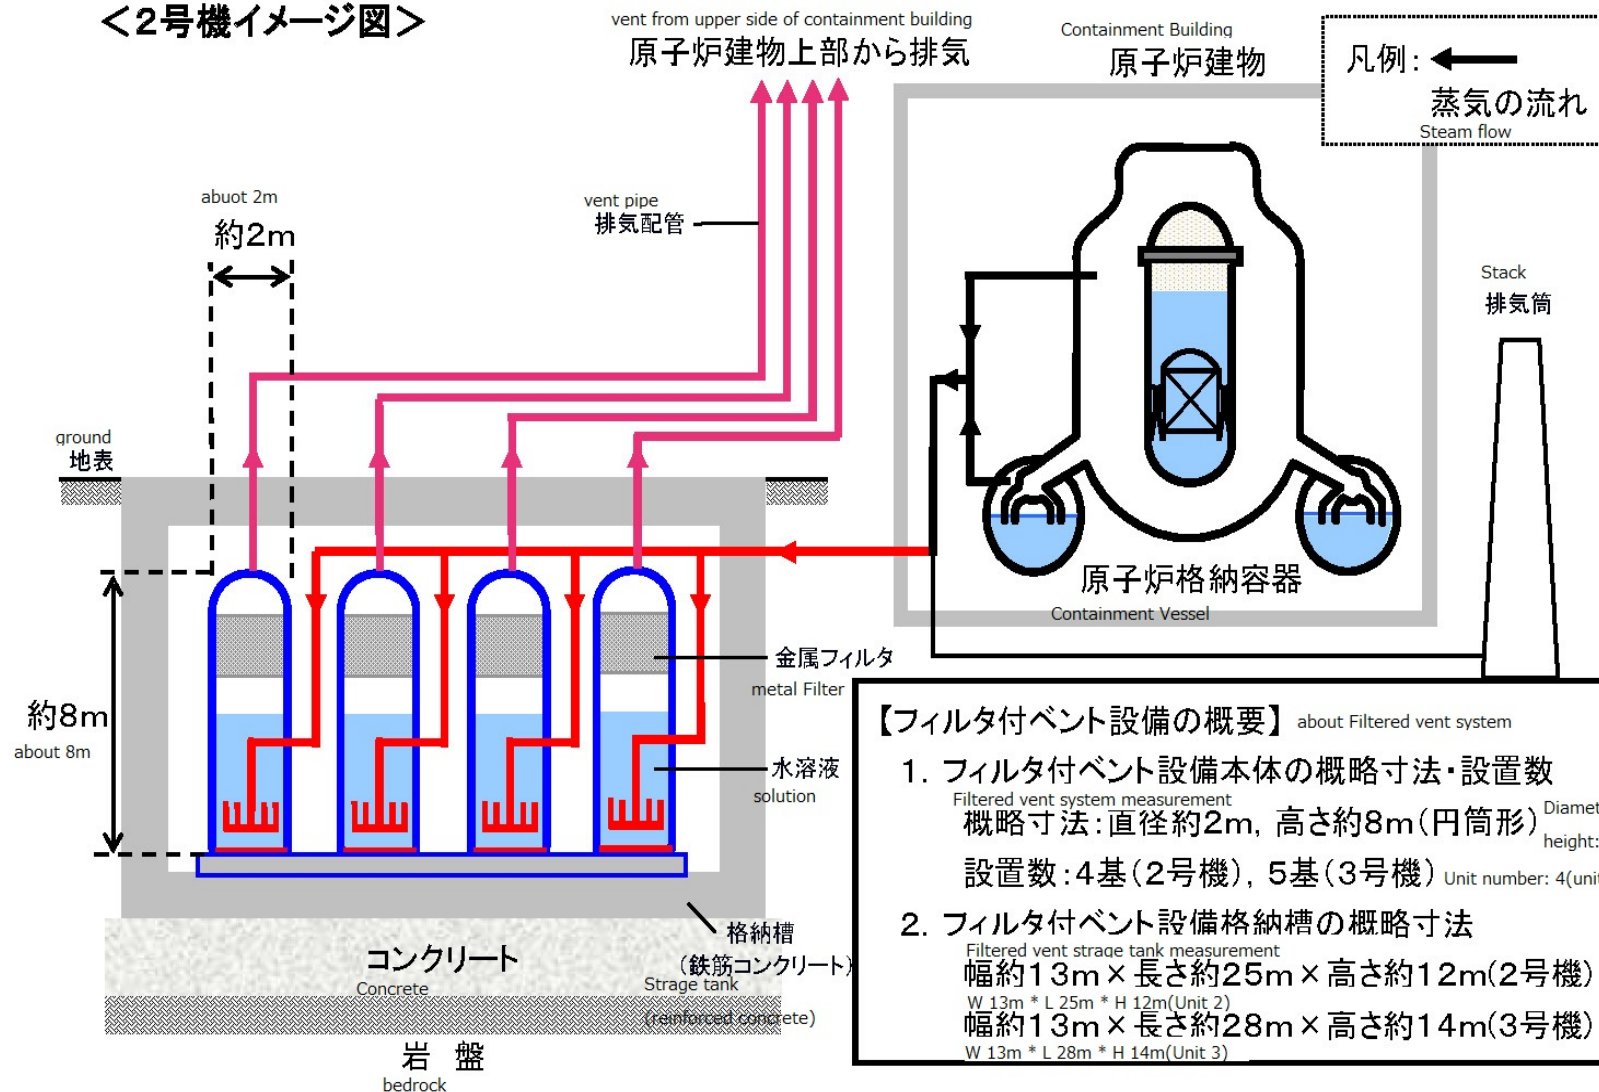 <2号機イメージ図>
vent from upper side of containment building
原子炉建物上部から排気
Containment Building
原子炉建物
凡例:
蒸気の流れ
Steam flow
abuot 2m
約2m
vent pipe
排気配管
Stack
排気筒
ground
地表
原子炉格納容器
Containment Vessel
金属フィルタ
metal Filter
約8m
about 8m
水溶液
solution
格納槽
(鉄筋コンクリート)
Strage tank
(reinforced concrete)
コンクリート
Concrete
岩 盤
bedrock
【フィルタ付ベント設備の概要】 about Filtered vent system
1. フィルタ付ベント設備本体の概略寸法・設置数
Filtered vent system measurement
概略寸法:直径約2m, 高さ約8m(円筒形) Diamet
height:
設置数:4基(2号機), 5基(3号機) Unit number: 4(unit
2. フィルタ付ベント設備格納槽の概略寸法
Filtered vent strage tank measurement
幅約13m×長さ約25m×高さ約12m(2号機)
W 13m * L 25m * H 12m(Unit 2)
幅約13m×長さ約28m×高さ約14m(3号機)
W 13m * L 28m * H 14m(Unit 3)